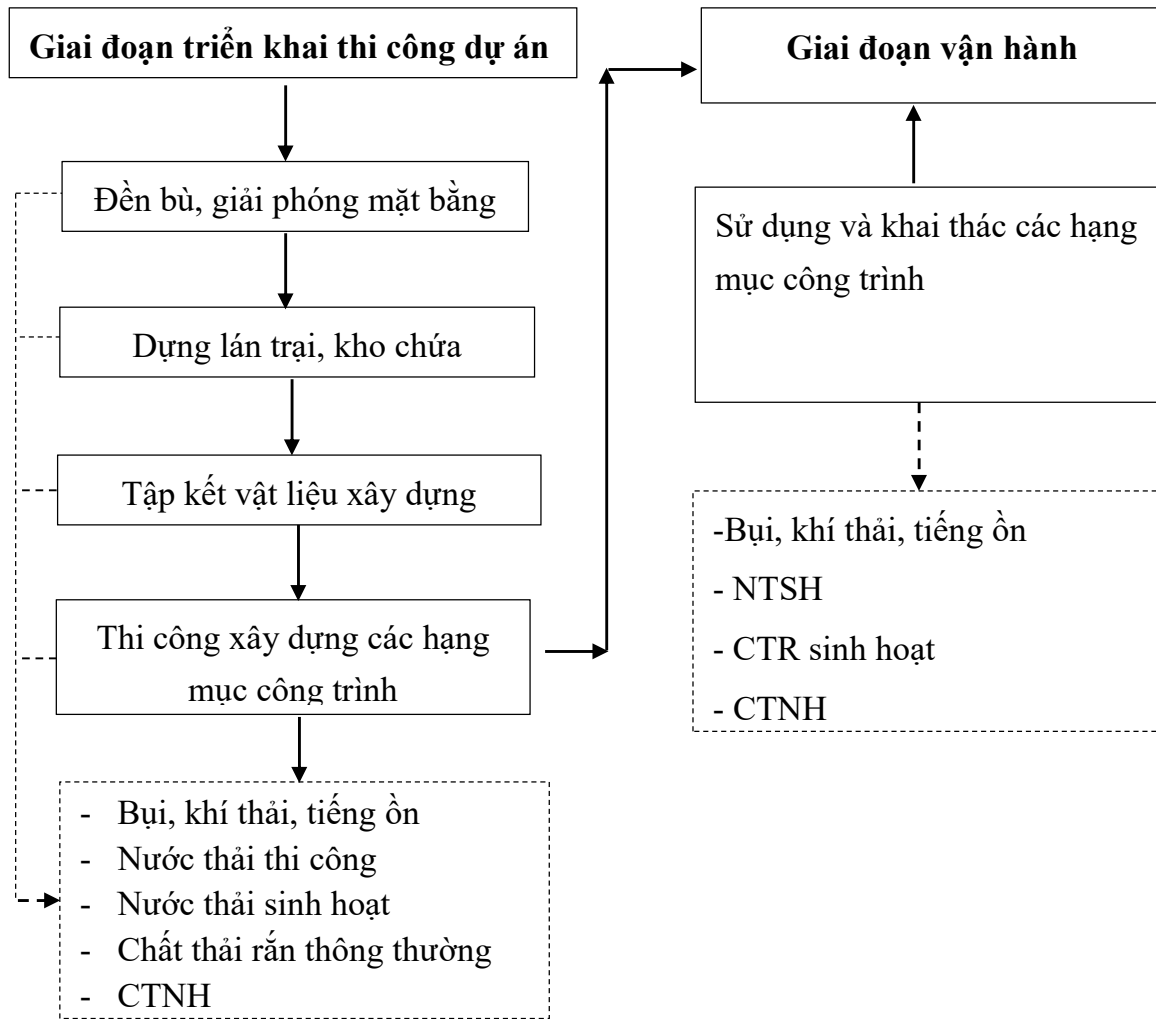 Giai đoạn triển khai thi công dự án
Đền bù, giải phóng mặt bằng
Dựng lán trại, kho chứa
Tập kết vật liệu xây dựng
Thi công xây dựng các hạng
mục công trình
- Bụi, khí thải, tiếng ồn
- Nước thải thi công
- Nước thải sinh hoạt
- Chất thải rắn thông thường
- CTNH
Giai đoạn vận hành
Sử dụng và khai thác các hạng
mục công trình
-Bụi, khí thải, tiếng ồn
- NTSH
- CTR sinh hoạt
- CTNH